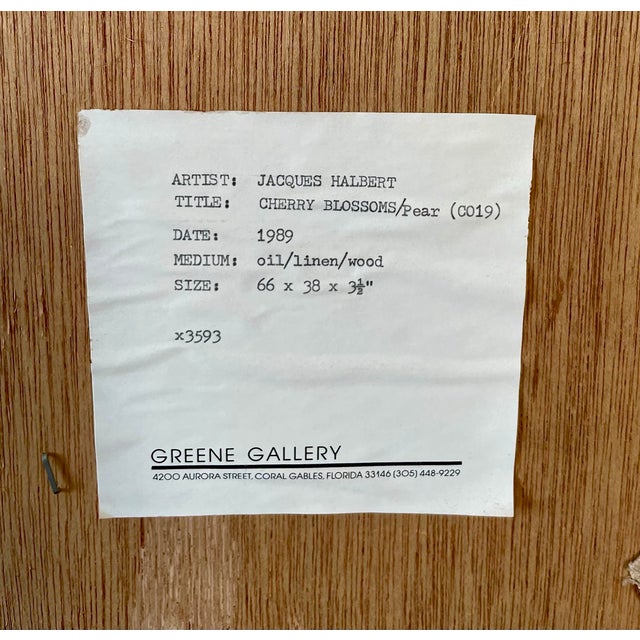 ARTIST: JACQUES HALBERT
TITLE: CHERRY BLOSSOMS/Pear (C019)
DATE: 1989
MEDIUM: oil/linen/wood
SIZE: 66 x 38 x 3½"
x3593
GREENE GALLERY
4200 AURORA STREET, CORAL GABLES, FLORIDA 33146 (305) 448-9229